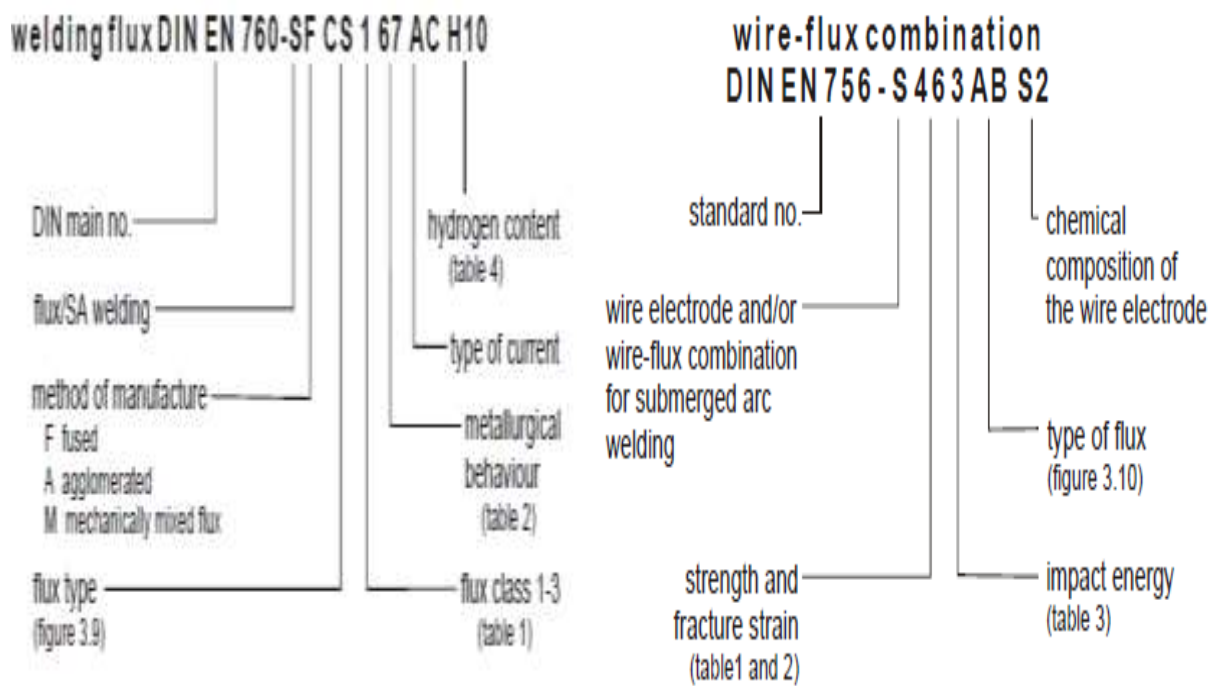 welding flux DIN EN 760-SF CS 1 67 AC H10
DIN main no.
flux/SA welding
method of manufacture
F fused
A agglomerated
M mechanically mixed flux
flux type
(figure 3.9)
hydrogen content
(table 4)
type of current
metallurgical
behaviour
(table 2)
flux class 1-3
(table 1)
wire-flux combination
DIN EN 756 - S 46 3 AB S2
standard no.
wire electrode and/or
wire-flux combination
for submerged arc
welding
strength and
fracture strain
(table1 and 2)
chemical
composition of
the wire electrode
type of flux
(figure 3.10)
impact energy
(table 3)